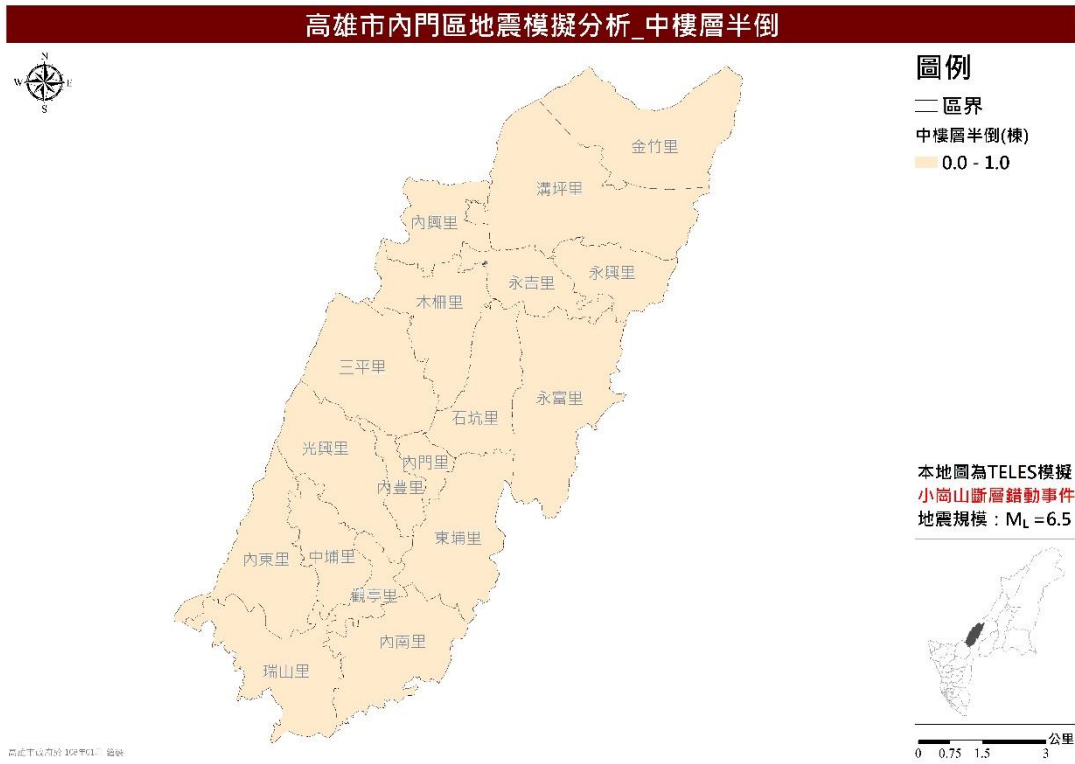 高雄市內門區地震模擬分析_中樓層半倒
N
W E
S
圖例
區界
中樓層半倒(棟)
0.0 - 1.0
金竹里
溝坪里
內興里
永吉里
永興里
木柵里
三平里
永富里
石坑里
光興里
內門里
內豊里
東埔里
內東里
中埔里
觀亭里
內南里
瑞山里
本地圖為TELES模擬
小崗山斷層錯動事件
地震規模：ML =6.5
公里
0 0.75 1.5 3